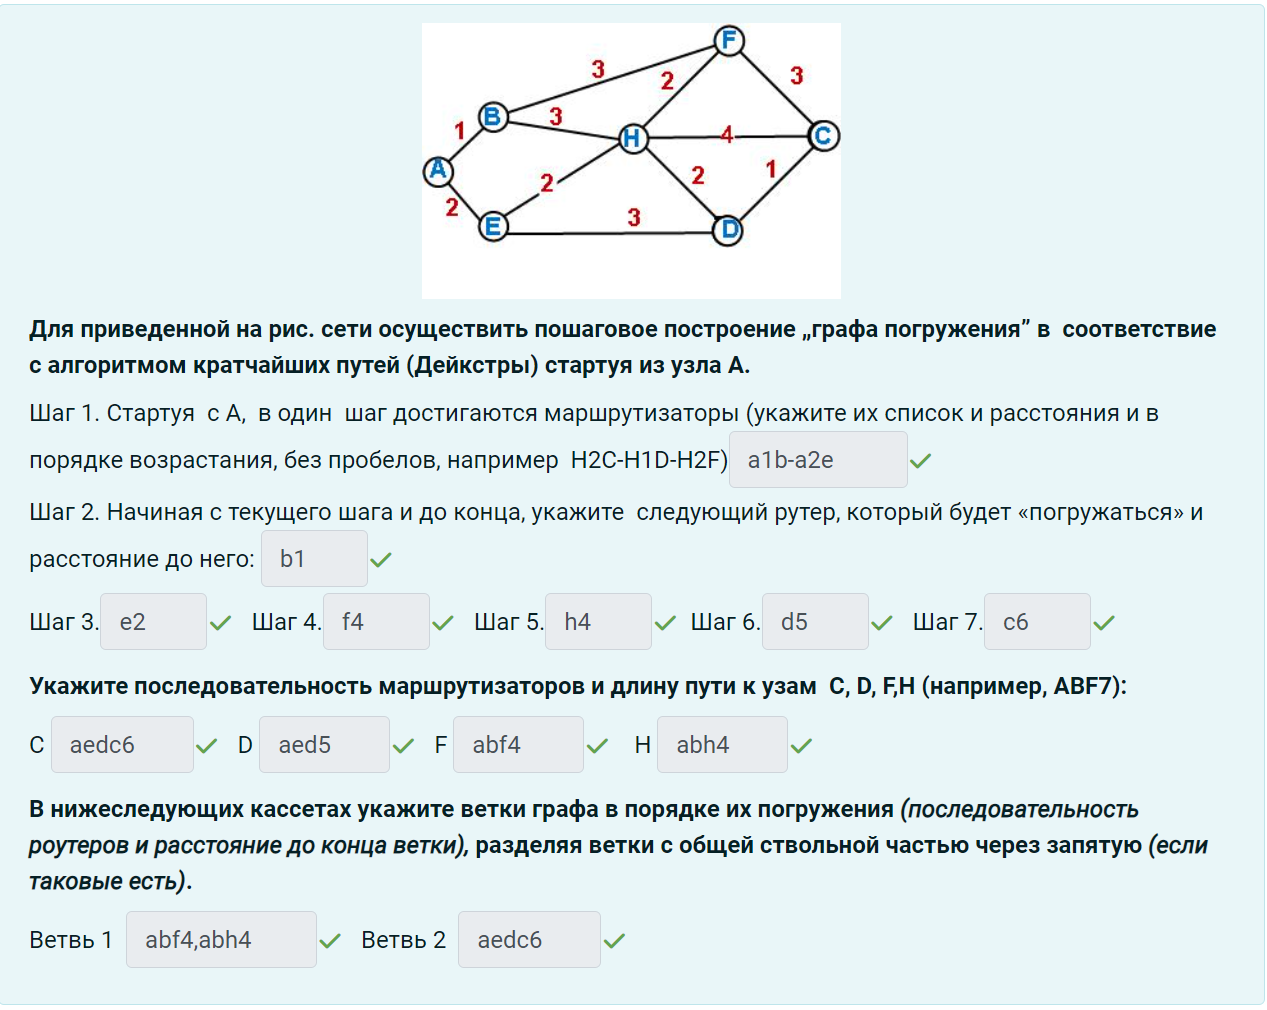 F
3
3
2
B
3
1
H
4
C
A
2
1
2
2
3
E
D
Для приведенной на рис. сети осуществить пошаговое построение „графа погружения” в соответствие
с алгоритмом кратчайших путей (Дейкстры) стартуя из узла А.
Шаг 1. Стартуя с А, в один шаг достигаются маршрутизаторы (укажите их список и расстояния и в
порядке возрастания, без пробелов, например H2C-H1D-H2F) a1b-a2e
Шаг 2. Начиная с текущего шага и до конца, укажите следующий рутер, который будет «погружаться» и
расстояние до него: b1
Шаг 3. e2 Шаг 4. f4 Шаг 5. h4 Шаг 6. d5 Шаг 7. c6
Укажите последовательность маршрутизаторов и длину пути к узам C, D, F,H (например, ABF7):
C aedc6 D aed5 F abf4 H abh4
В нижеследующих кассетах укажите ветки графа в порядке их погружения (последовательность
роутеров и расстояние до конца ветки), разделяя ветки с общей ствольной частью через запятую (если
таковые есть).
Ветвь 1 abf4,abh4 Ветвь 2 aedc6